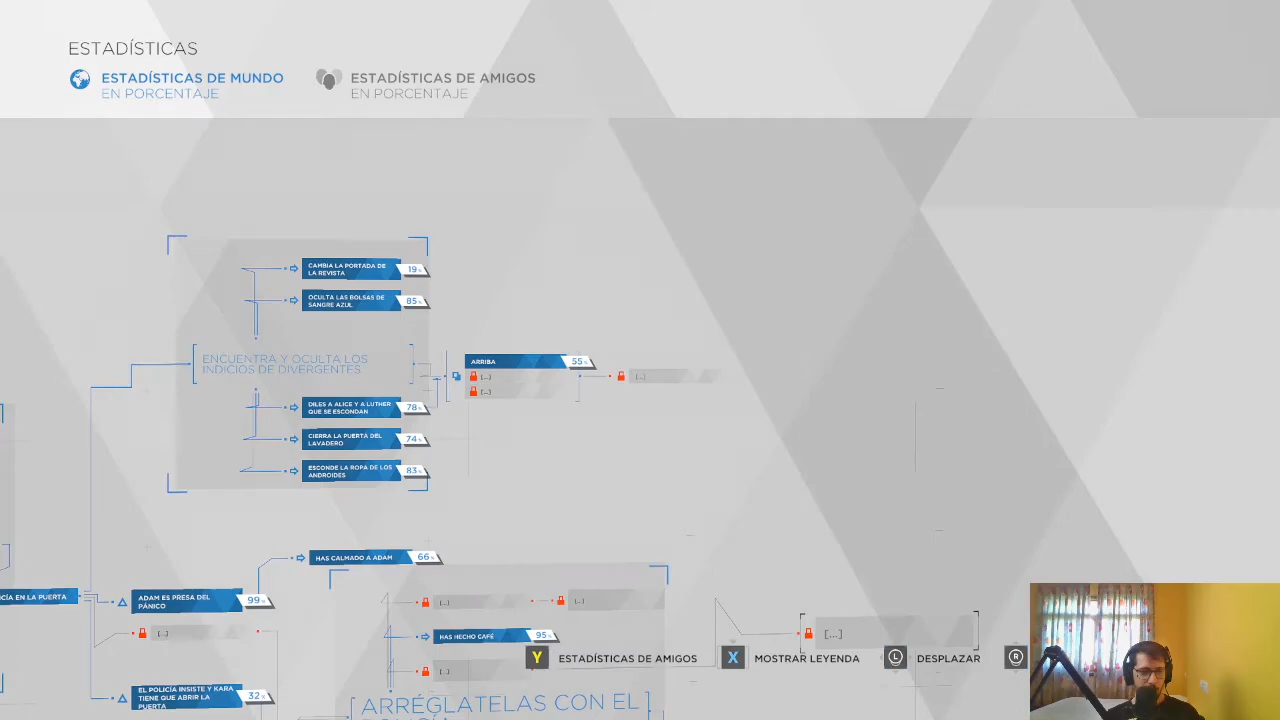 ESTADÍSTICAS
ESTADÍSTICAS DE MUNDO
EN PORCENTAJE
ESTADÍSTICAS DE AMIGOS
EN PORCENTAJE
CAMBIA LA PORTADA DE
LA REVISTA
19%
OCULTA LAS BOLSAS DE
SANGRE AZUL
85%
ENCUENTRA Y OCULTA LOS
INDICIOS DE DIVERGENTES
ARRIBA
55%
[...]
[...]
[...]
DILES A ALICE Y A LUTHER
QUE SE ESCONDAN
78%
CIERRA LA PUERTA DEL
LAVADERO
74%
ESCONDE LA ROPA DE LOS
ANDROIDES
83%
HAS CALMADO A ADAM
66%
CÍA EN LA PUERTA
ADAM ES PRESA DEL
PÁNICO
99%
[...]
[...]
[...]
HAS HECHO CAFÉ
95%
[...]
[...]
Y
ESTADÍSTICAS DE AMIGOS
X
MOSTRAR LEYENDA
L
DESPLAZAR
R
EL POLICÍA INSISTE Y KARA
TIENE QUE ABRIR LA
PUERTA
32%
ARRÉGLATELAS CON EL